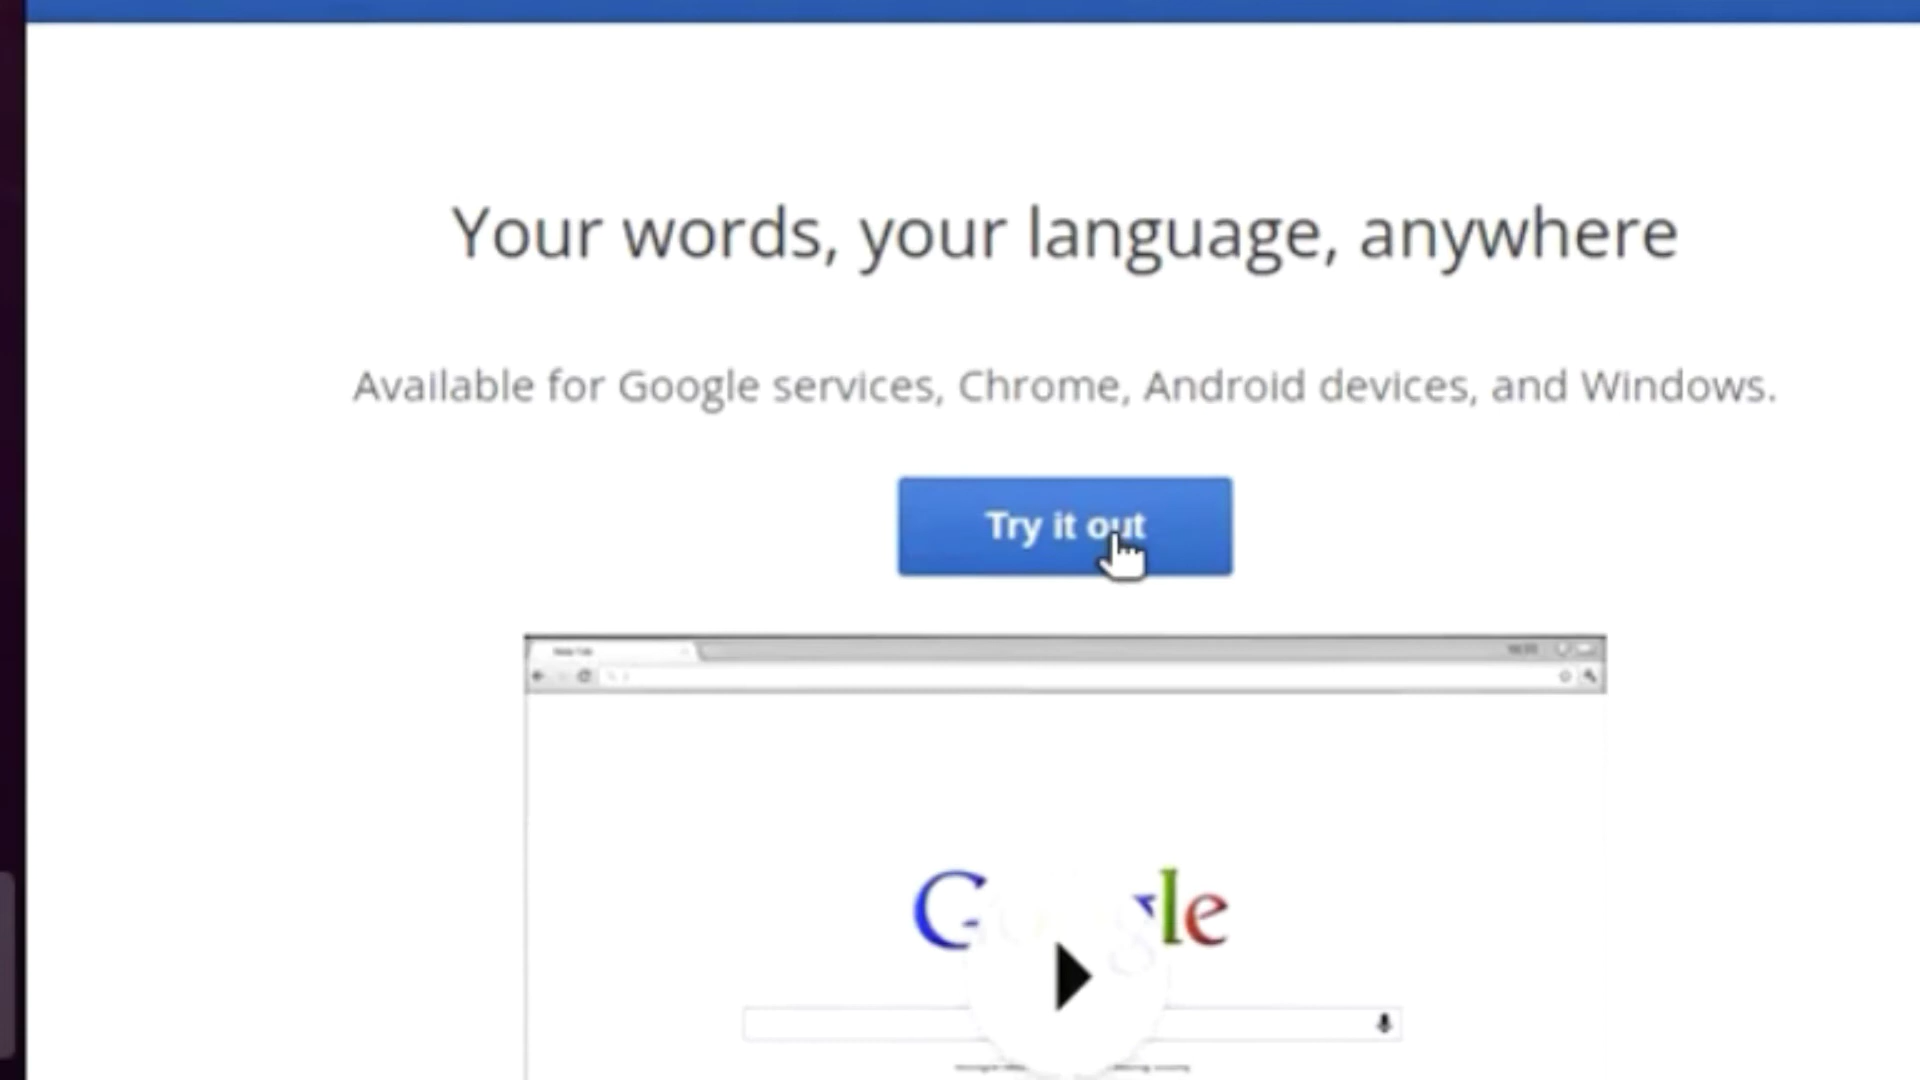 Your words, your language, anywhere
Available for Google services, Chrome, Android devices, and Windows.
Try it out